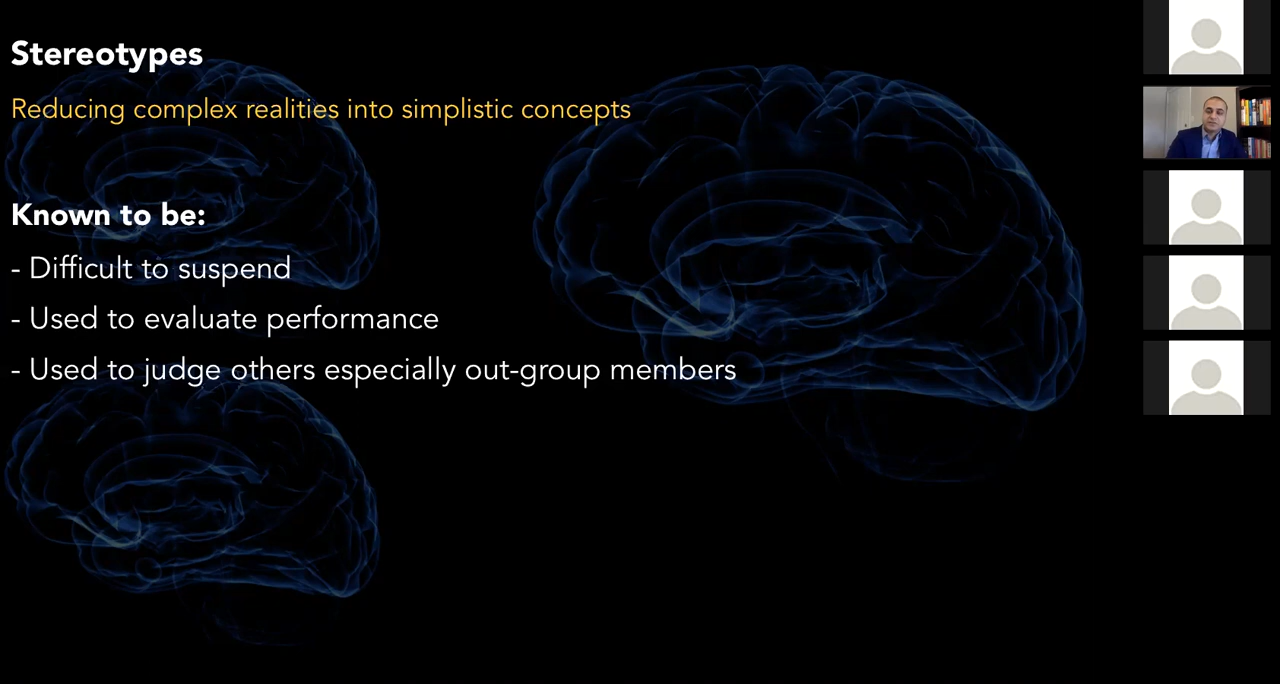 Stereotypes
Reducing complex realities into simplistic concepts
Known to be:
- Difficult to suspend
- Used to evaluate performance
- Used to judge others especially out-group members